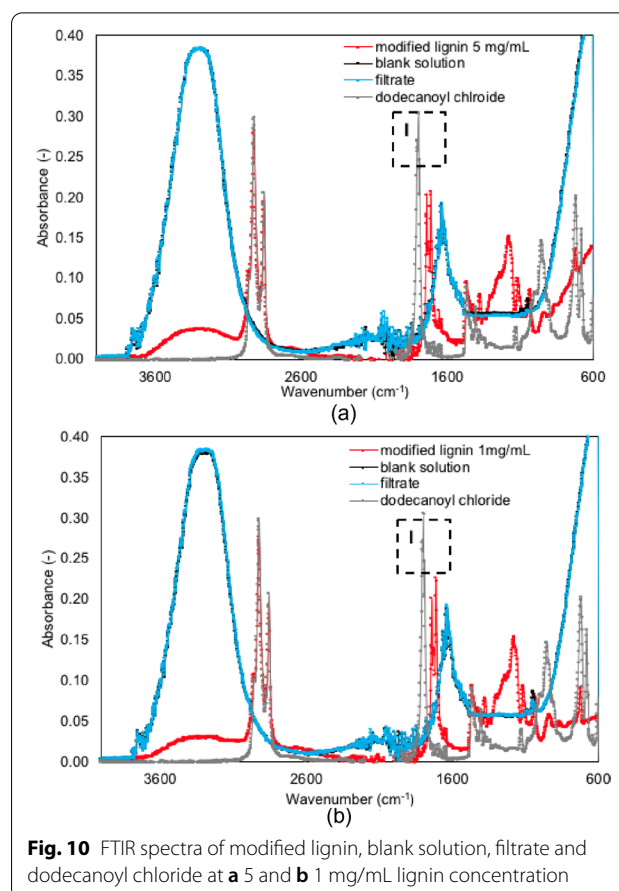 0.40
0.35
0.30
0.25
0.20
0.15
0.10
0.05
0.00
Absorbance (-)
modified lignin 5 mg/mL
blank solution
filtrate
dodecanoyl chlroide
I
3600 2600 1600 600
Wavenumber (cm-1)
(a)
0.40
0.35
0.30
0.25
0.20
0.15
0.10
0.05
0.00
Absorbance (-)
modified lignin 1mg/mL
blank solution
filtrate
dodecanoyl chloride
I
3600 2600 1600 600
Wavenumber (cm-1)
(b)
Fig. 10 FTIR spectra of modified lignin, blank solution, filtrate and
dodecanoyl chloride at a 5 and b 1 mg/mL lignin concentration